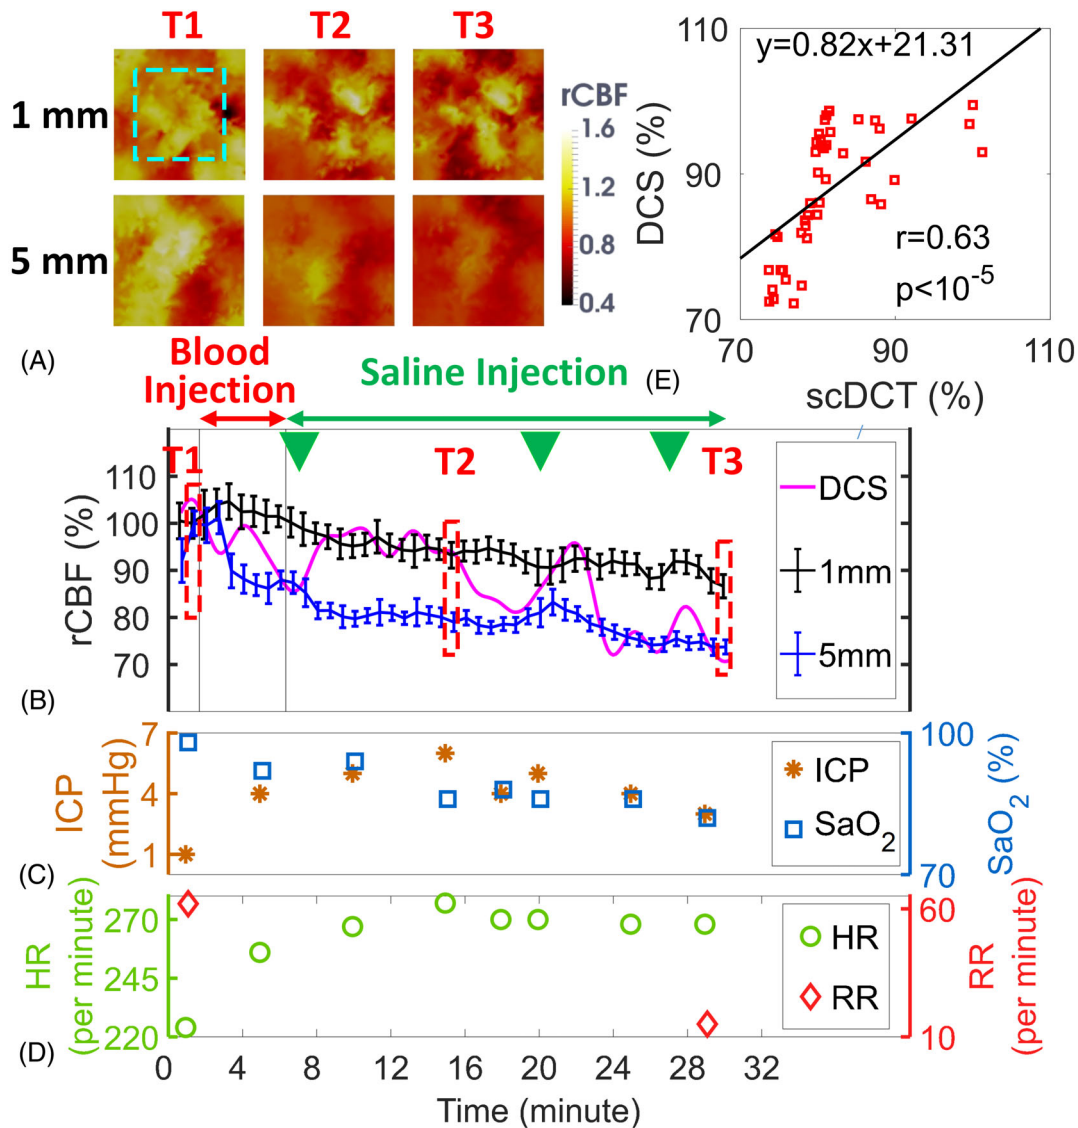 T1 T2 T3
1 mm
5 mm
rCBF
1.6
1.2
0.8
0.4
(A)
110
90
70
DCS (%)
y=0.82x+21.31
r=0.63
p<10⁻⁵
70 90 110
scDCT (%)
(E)
Blood
Injection
Saline Injection
T1 T2 T3
110
100
90
80
70
rCBF (%)
DCS
1mm
5mm
(B)
7
4
1
ICP
(mmHg)
100
70
SaO₂ (%)
ICP
SaO₂
(C)
270
245
220
HR
(per minute)
60
10
RR
(per minute)
HR
RR
(D)
0 4 8 12 16 20 24 28 32
Time (minute)